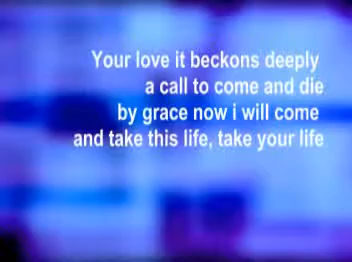 Your love it beckons deeply
a call to come and die
by grace now i will come
and take this life, take your life